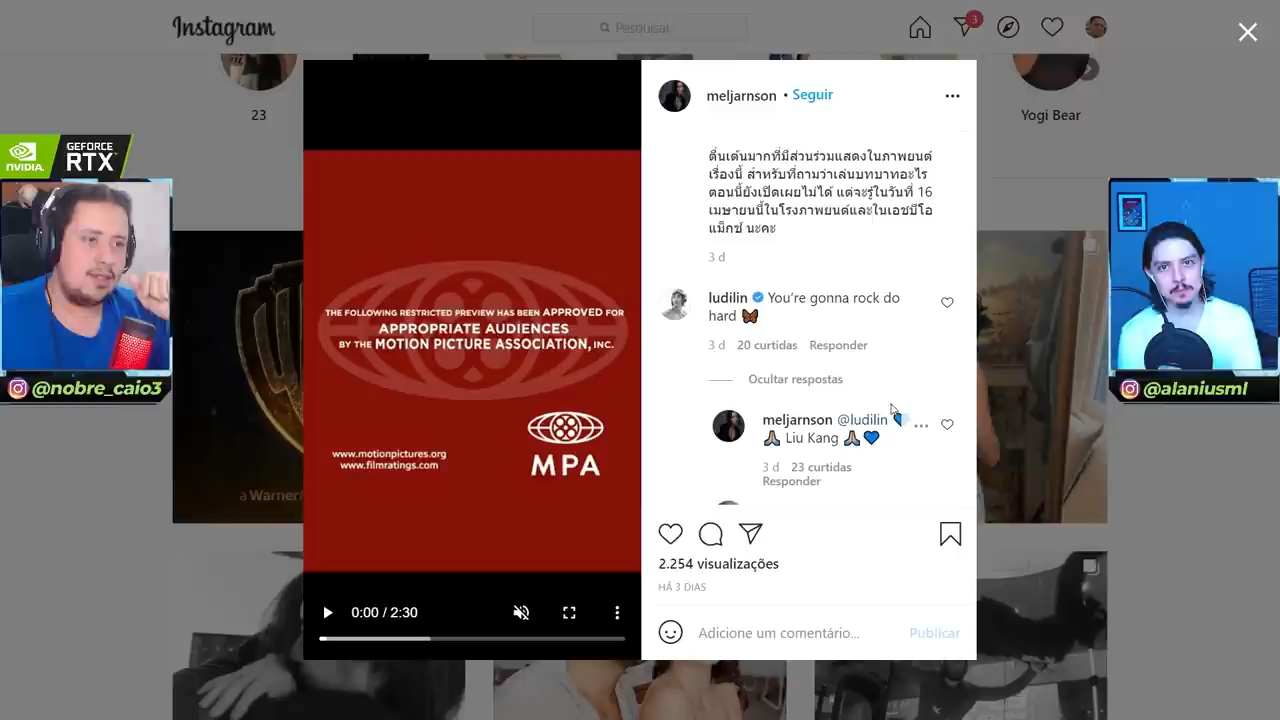 Instagram
Pesquisar
3
23
Yogi Bear
NVIDIA.
GEFORCE
RTX
@nobre_caio3
@alaniusml
a Warner
THE FOLLOWING RESTRICTED PREVIEW HAS BEEN APPROVED FOR
APPROPRIATE AUDIENCES
BY THE MOTION PICTURE ASSOCIATION, INC.
www.motionpictures.org
www.filmratings.com
MPA
0:00 / 2:30
meljarnson • Seguir
ตื่นเต้นมากที่มีส่วนร่วมแสดงในภาพยนต์
เรื่องนี้ สำหรับที่ถามว่าเล่นบทบาทอะไร
ตอนนี้ยังเปิดเผยไม่ได้ แต่จะรู้ในวันที่ 16
เมษายนนี้ในโรงภาพยนต์และในเอชบีโอ
แม็กซ์ นะคะ
3 d
ludilin You're gonna rock do
hard 🦋
3 d 20 curtidas Responder
Ocultar respostas
meljarnson @ludilin 💙
🙏🏼 Liu Kang 🙏🏼 💙
3 d 23 curtidas
Responder
2.254 visualizações
HÁ 3 DIAS
Adicione um comentário... Publicar